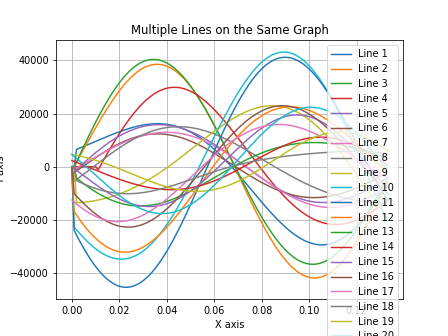 Multiple Lines on the Same Graph
40000
20000
0
−20000
−40000
0.00
0.02
0.04
0.06
0.08
0.10
X axis
Line 1
Line 2
Line 3
Line 4
Line 5
Line 6
Line 7
Line 8
Line 9
Line 10
Line 11
Line 12
Line 13
Line 14
Line 15
Line 16
Line 17
Line 18
Line 19
Line 20